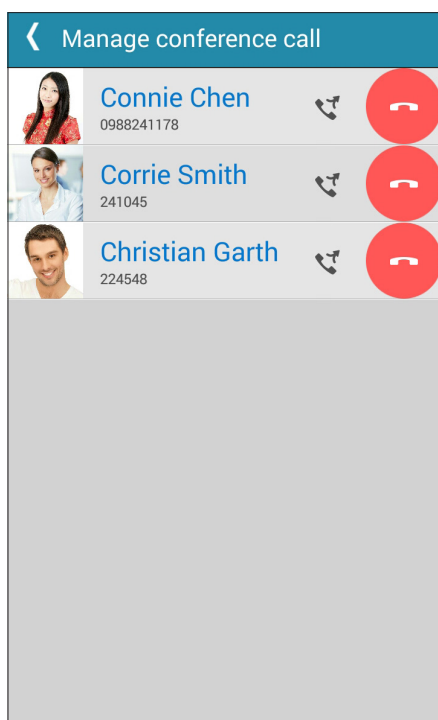 Manage conference call
Connie Chen
0988241178
Corrie Smith
241045
Christian Garth
224548